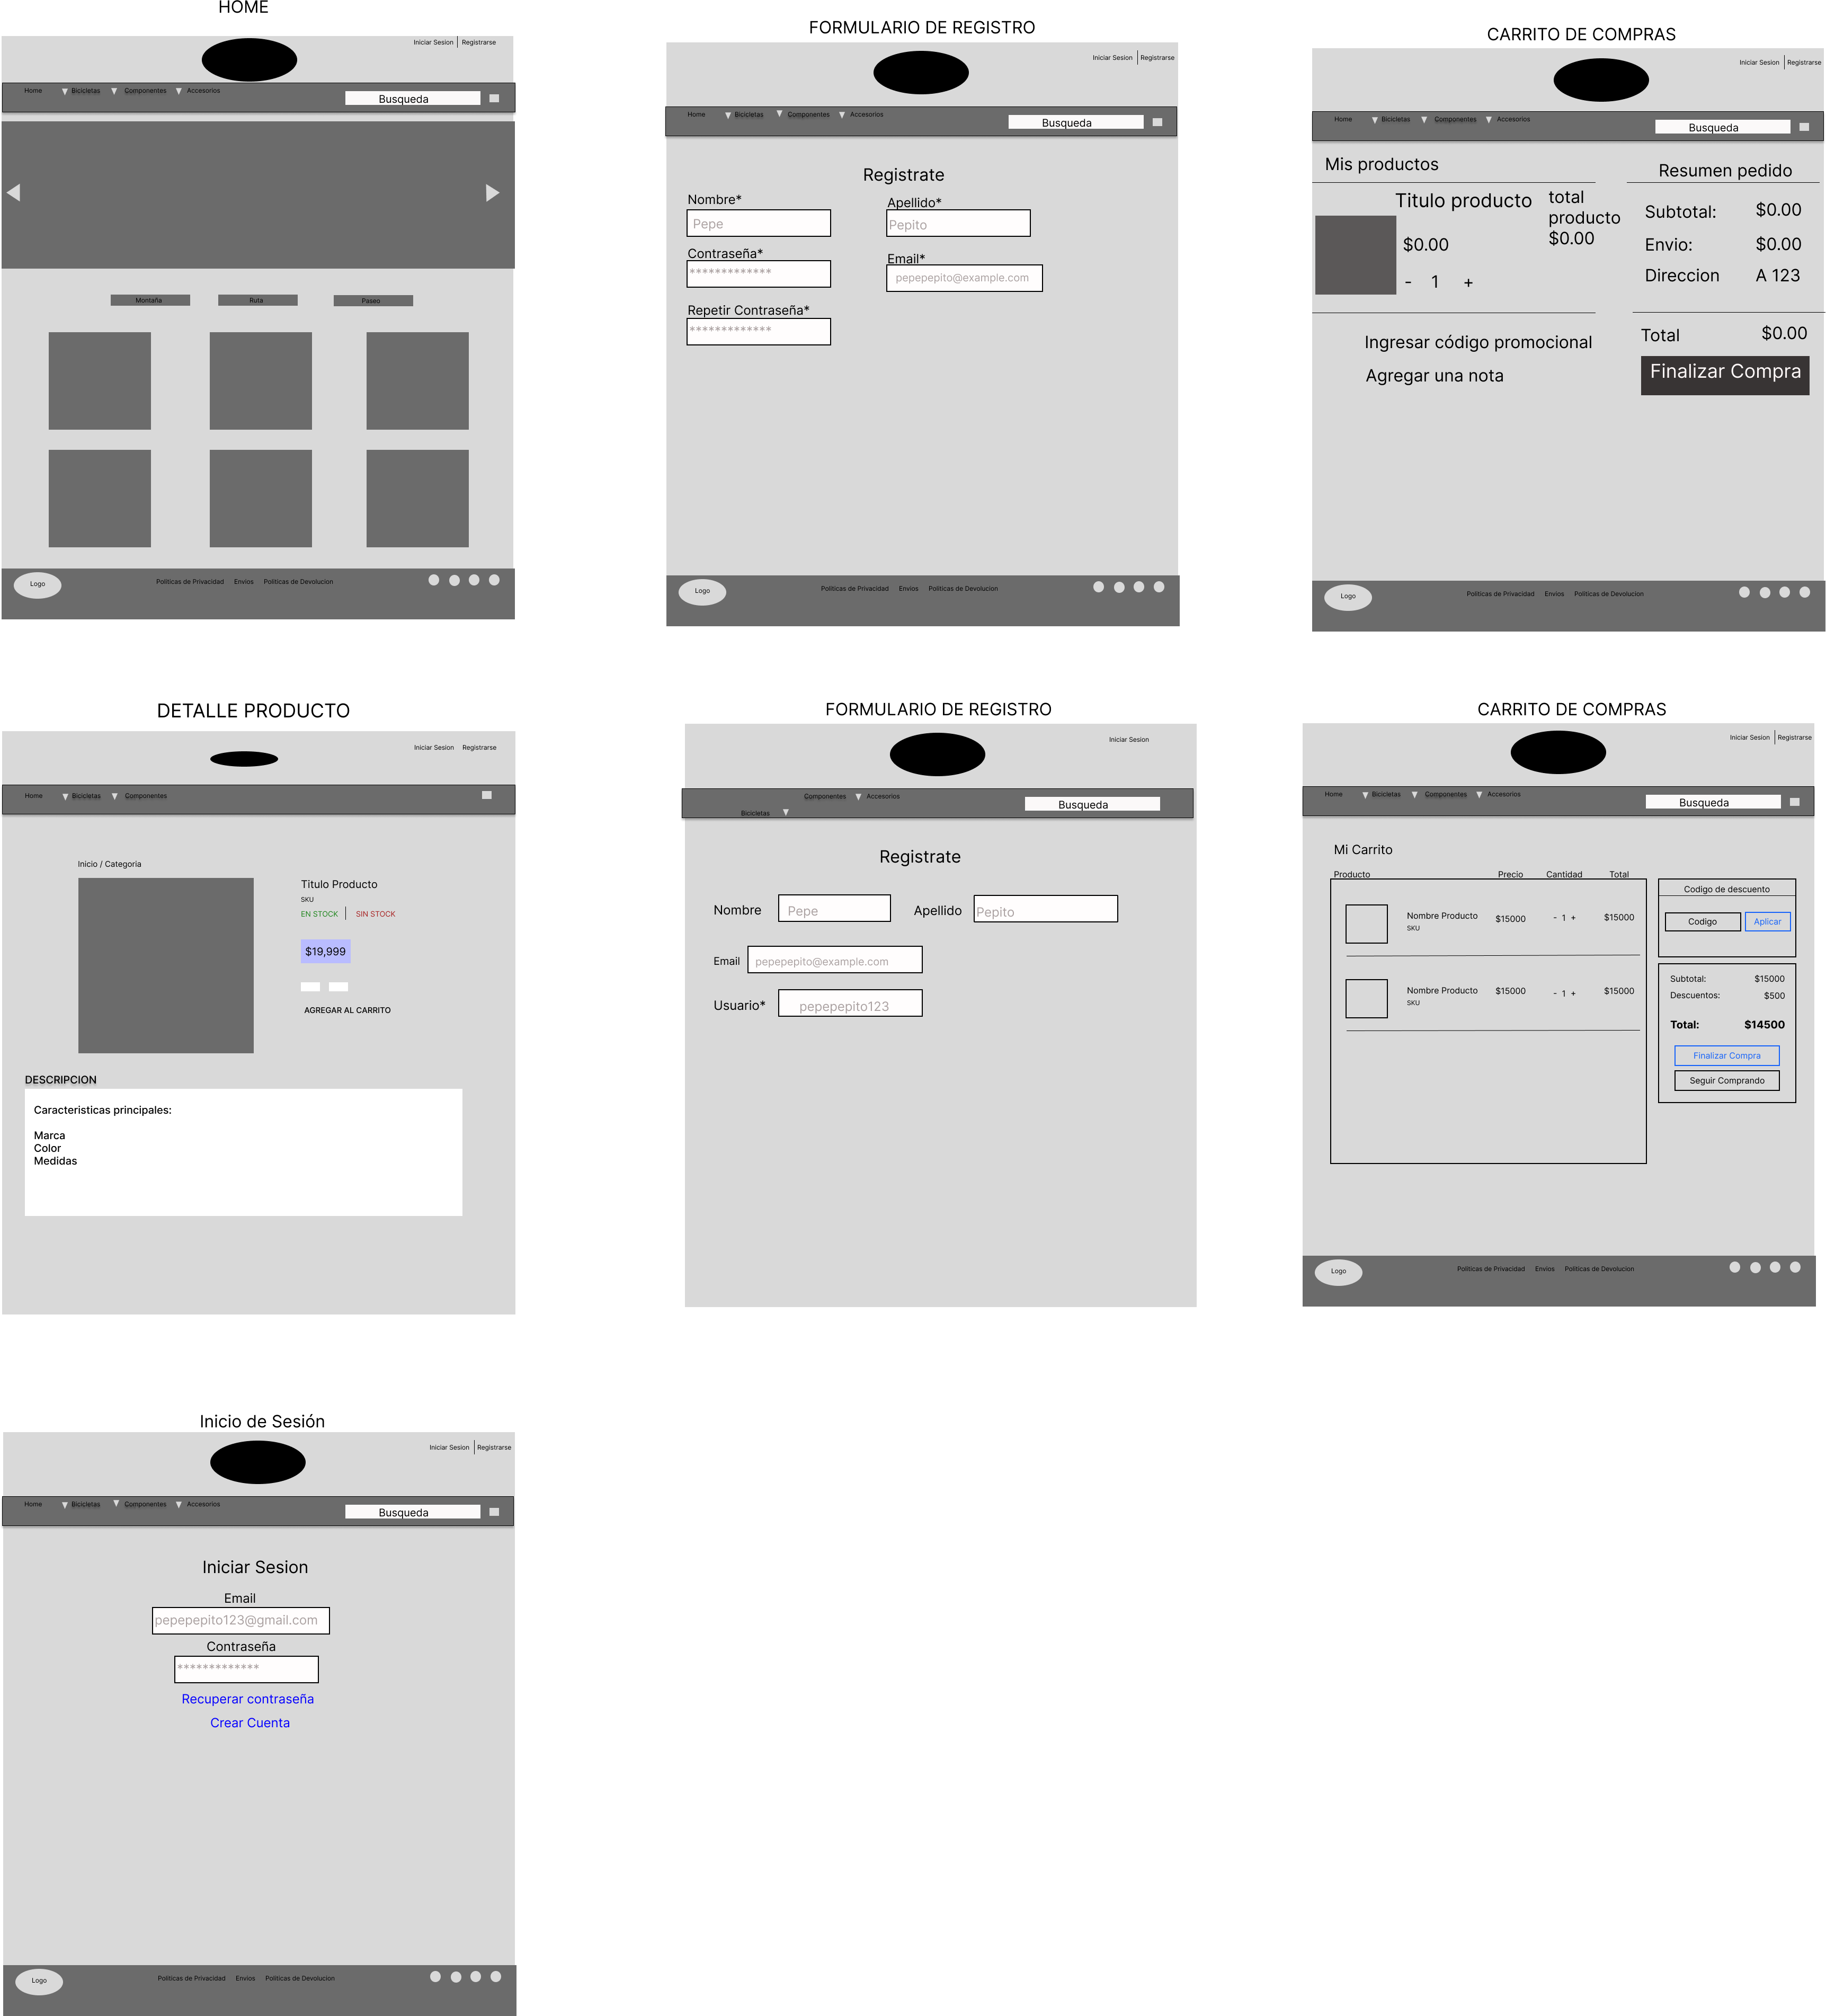 HOME
Iniciar Sesion
Registrarse
Home
Bicicletas
Componentes
Accesorios
Busqueda
Montaña
Ruta
Paseo
Logo
Politicas de Privacidad
Envios
Politicas de Devolucion
FORMULARIO DE REGISTRO
Iniciar Sesion
Registrarse
Home
Bicicletas
Componentes
Accesorios
Busqueda
Registrate
Nombre*
Apellido*
Pepe
Pepito
Contraseña*
Email*
*************
pepepepito@example.com
Repetir Contraseña*
*************
Logo
Politicas de Privacidad
Envios
Politicas de Devolucion
CARRITO DE COMPRAS
Iniciar Sesion
Registrarse
Home
Bicicletas
Componentes
Accesorios
Busqueda
Mis productos
Titulo producto
total
producto
$0.00
$0.00
- 1 +
Ingresar código promocional
Agregar una nota
Resumen pedido
Subtotal:
$0.00
Envio:
$0.00
Direccion
A 123
Total
$0.00
Finalizar Compra
Logo
Politicas de Privacidad
Envios
Politicas de Devolucion
DETALLE PRODUCTO
Iniciar Sesion
Registrarse
Home
Bicicletas
Componentes
Inicio / Categoria
Titulo Producto
SKU
EN STOCK
SIN STOCK
$19,999
AGREGAR AL CARRITO
DESCRIPCION
Caracteristicas principales:
Marca
Color
Medidas
FORMULARIO DE REGISTRO
Iniciar Sesion
Componentes
Accesorios
Busqueda
Bicicletas
Registrate
Nombre
Pepe
Apellido
Pepito
Email
pepepepito@example.com
Usuario*
pepepepito123
CARRITO DE COMPRAS
Iniciar Sesion
Registrarse
Home
Bicicletas
Componentes
Accesorios
Busqueda
Mi Carrito
Producto
Precio
Cantidad
Total
Nombre Producto
SKU
$15000
- 1 +
$15000
Nombre Producto
SKU
$15000
- 1 +
$15000
Codigo de descuento
Codigo
Aplicar
Subtotal:
$15000
Descuentos:
$500
Total:
$14500
Finalizar Compra
Seguir Comprando
Logo
Politicas de Privacidad
Envios
Politicas de Devolucion
Inicio de Sesión
Iniciar Sesion
Registrarse
Home
Bicicletas
Componentes
Accesorios
Busqueda
Iniciar Sesion
Email
pepepepito123@gmail.com
Contraseña
*************
Recuperar contraseña
Crear Cuenta
Logo
Politicas de Privacidad
Envios
Politicas de Devolucion